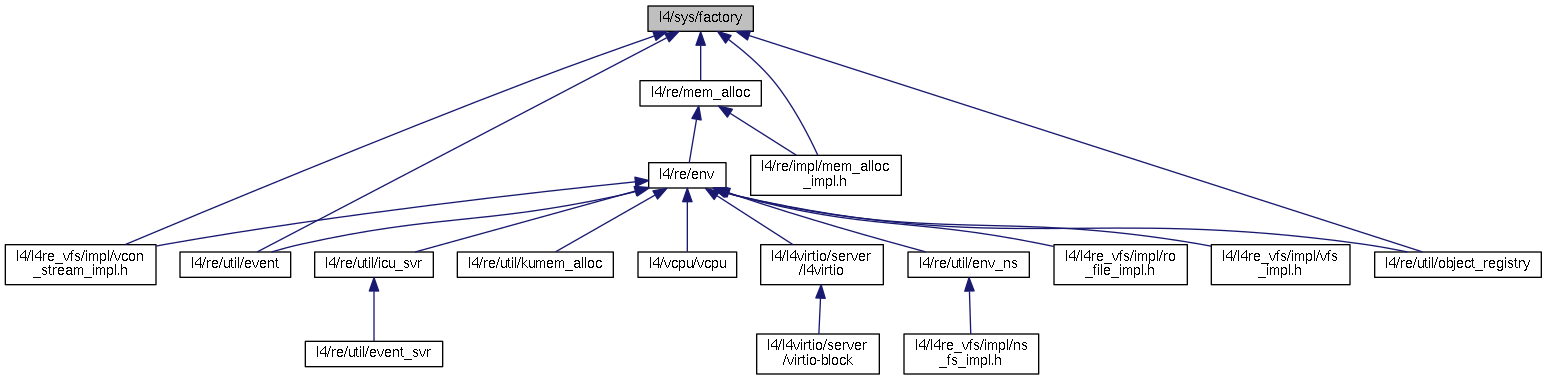 l4/sys/factory
l4/re/mem_alloc
l4/re/impl/mem_alloc
_impl.h
l4/re/env
l4/l4re_vfs/impl/vcon
_stream_impl.h
l4/re/util/event
l4/re/util/icu_svr
l4/re/util/kumem_alloc
l4/vcpu/vcpu
l4/l4virtio/server
/l4virtio
l4/re/util/env_ns
l4/l4re_vfs/impl/ro
_file_impl.h
l4/l4re_vfs/impl/vfs
_impl.h
l4/re/util/object_registry
l4/re/util/event_svr
l4/l4virtio/server
/virtio-block
l4/l4re_vfs/impl/ns
_fs_impl.h